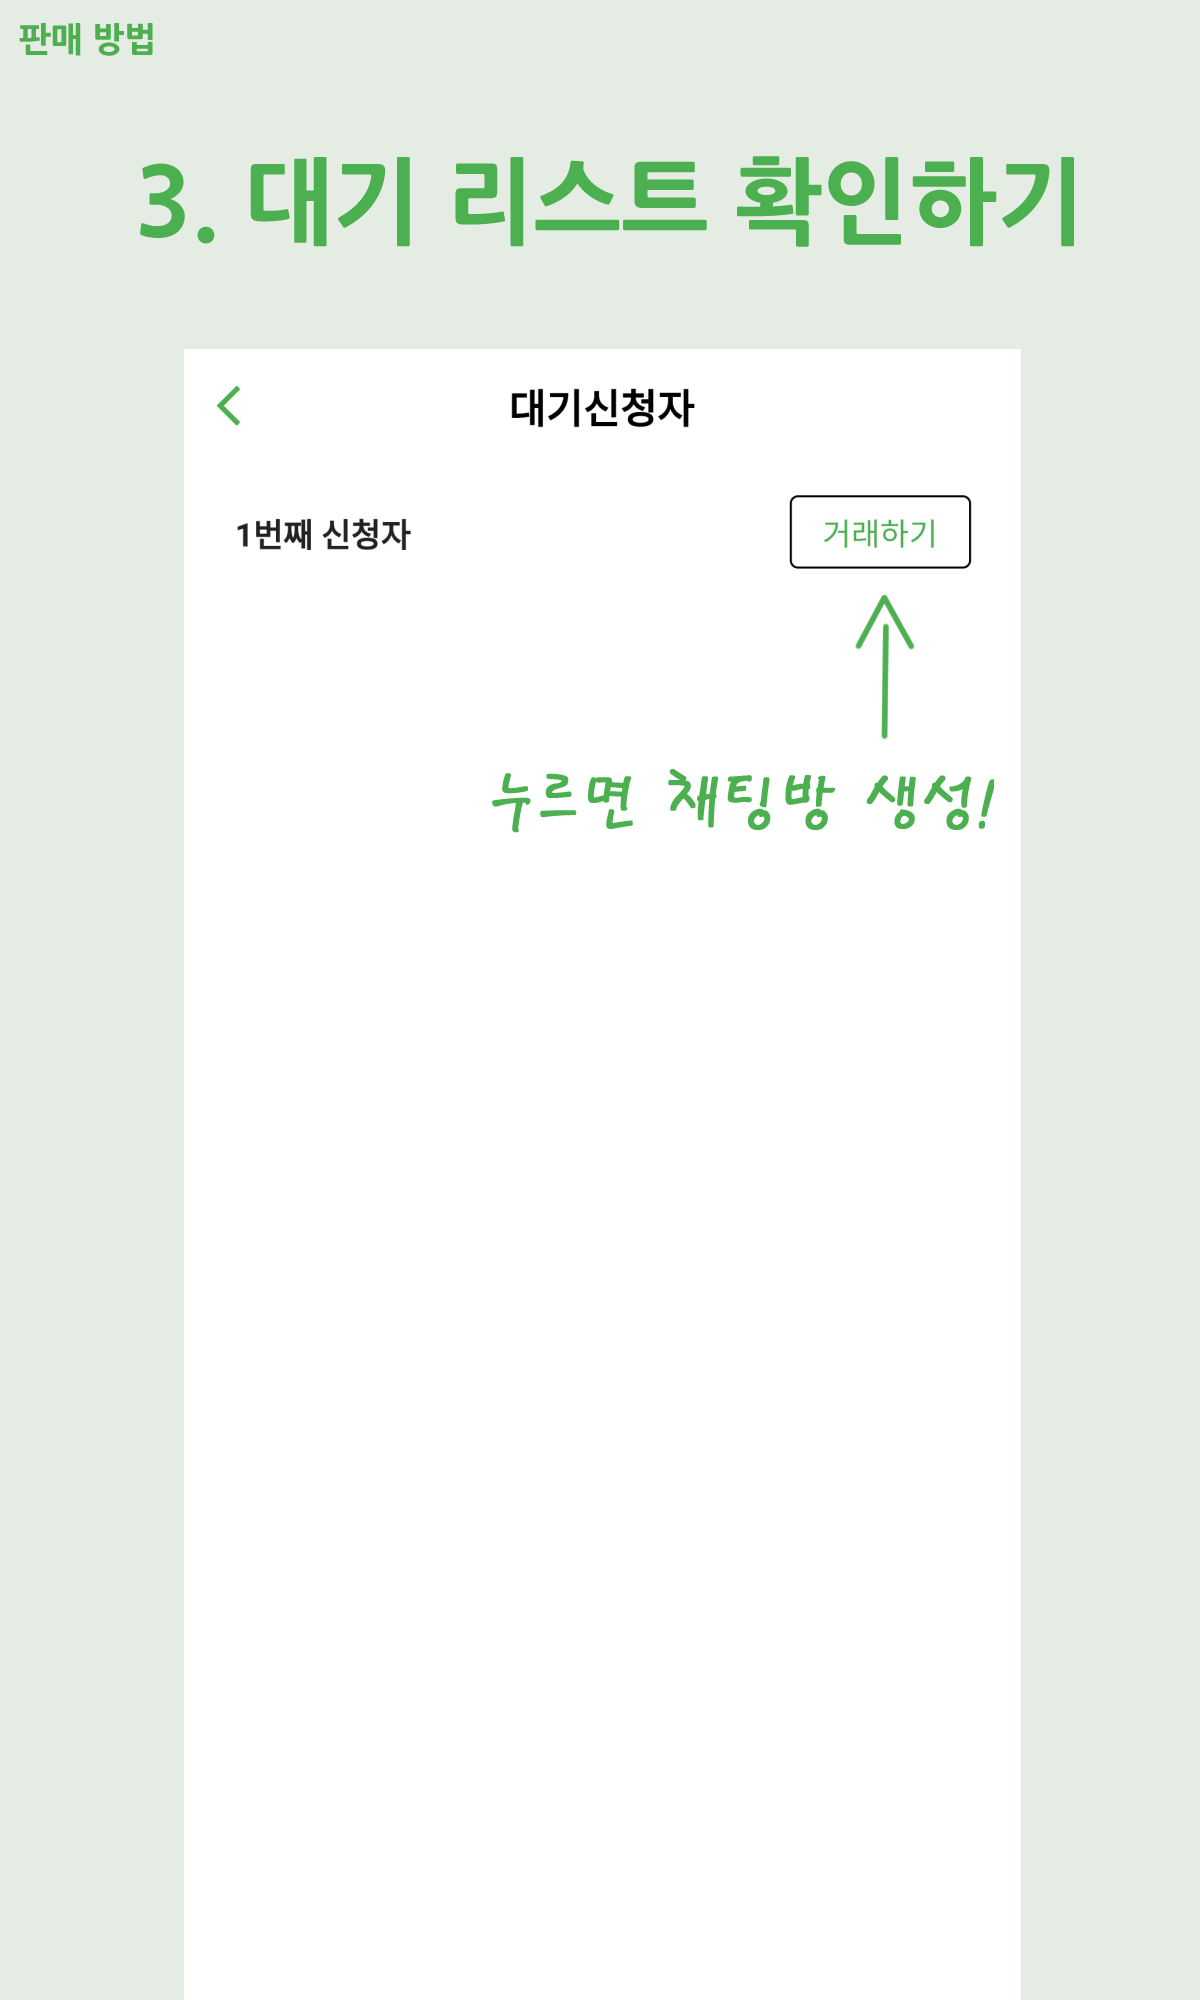 판매 방법
3. 대기 리스트 확인하기
대기신청자
1번째 신청자
거래하기
누르면 채팅방 생성!